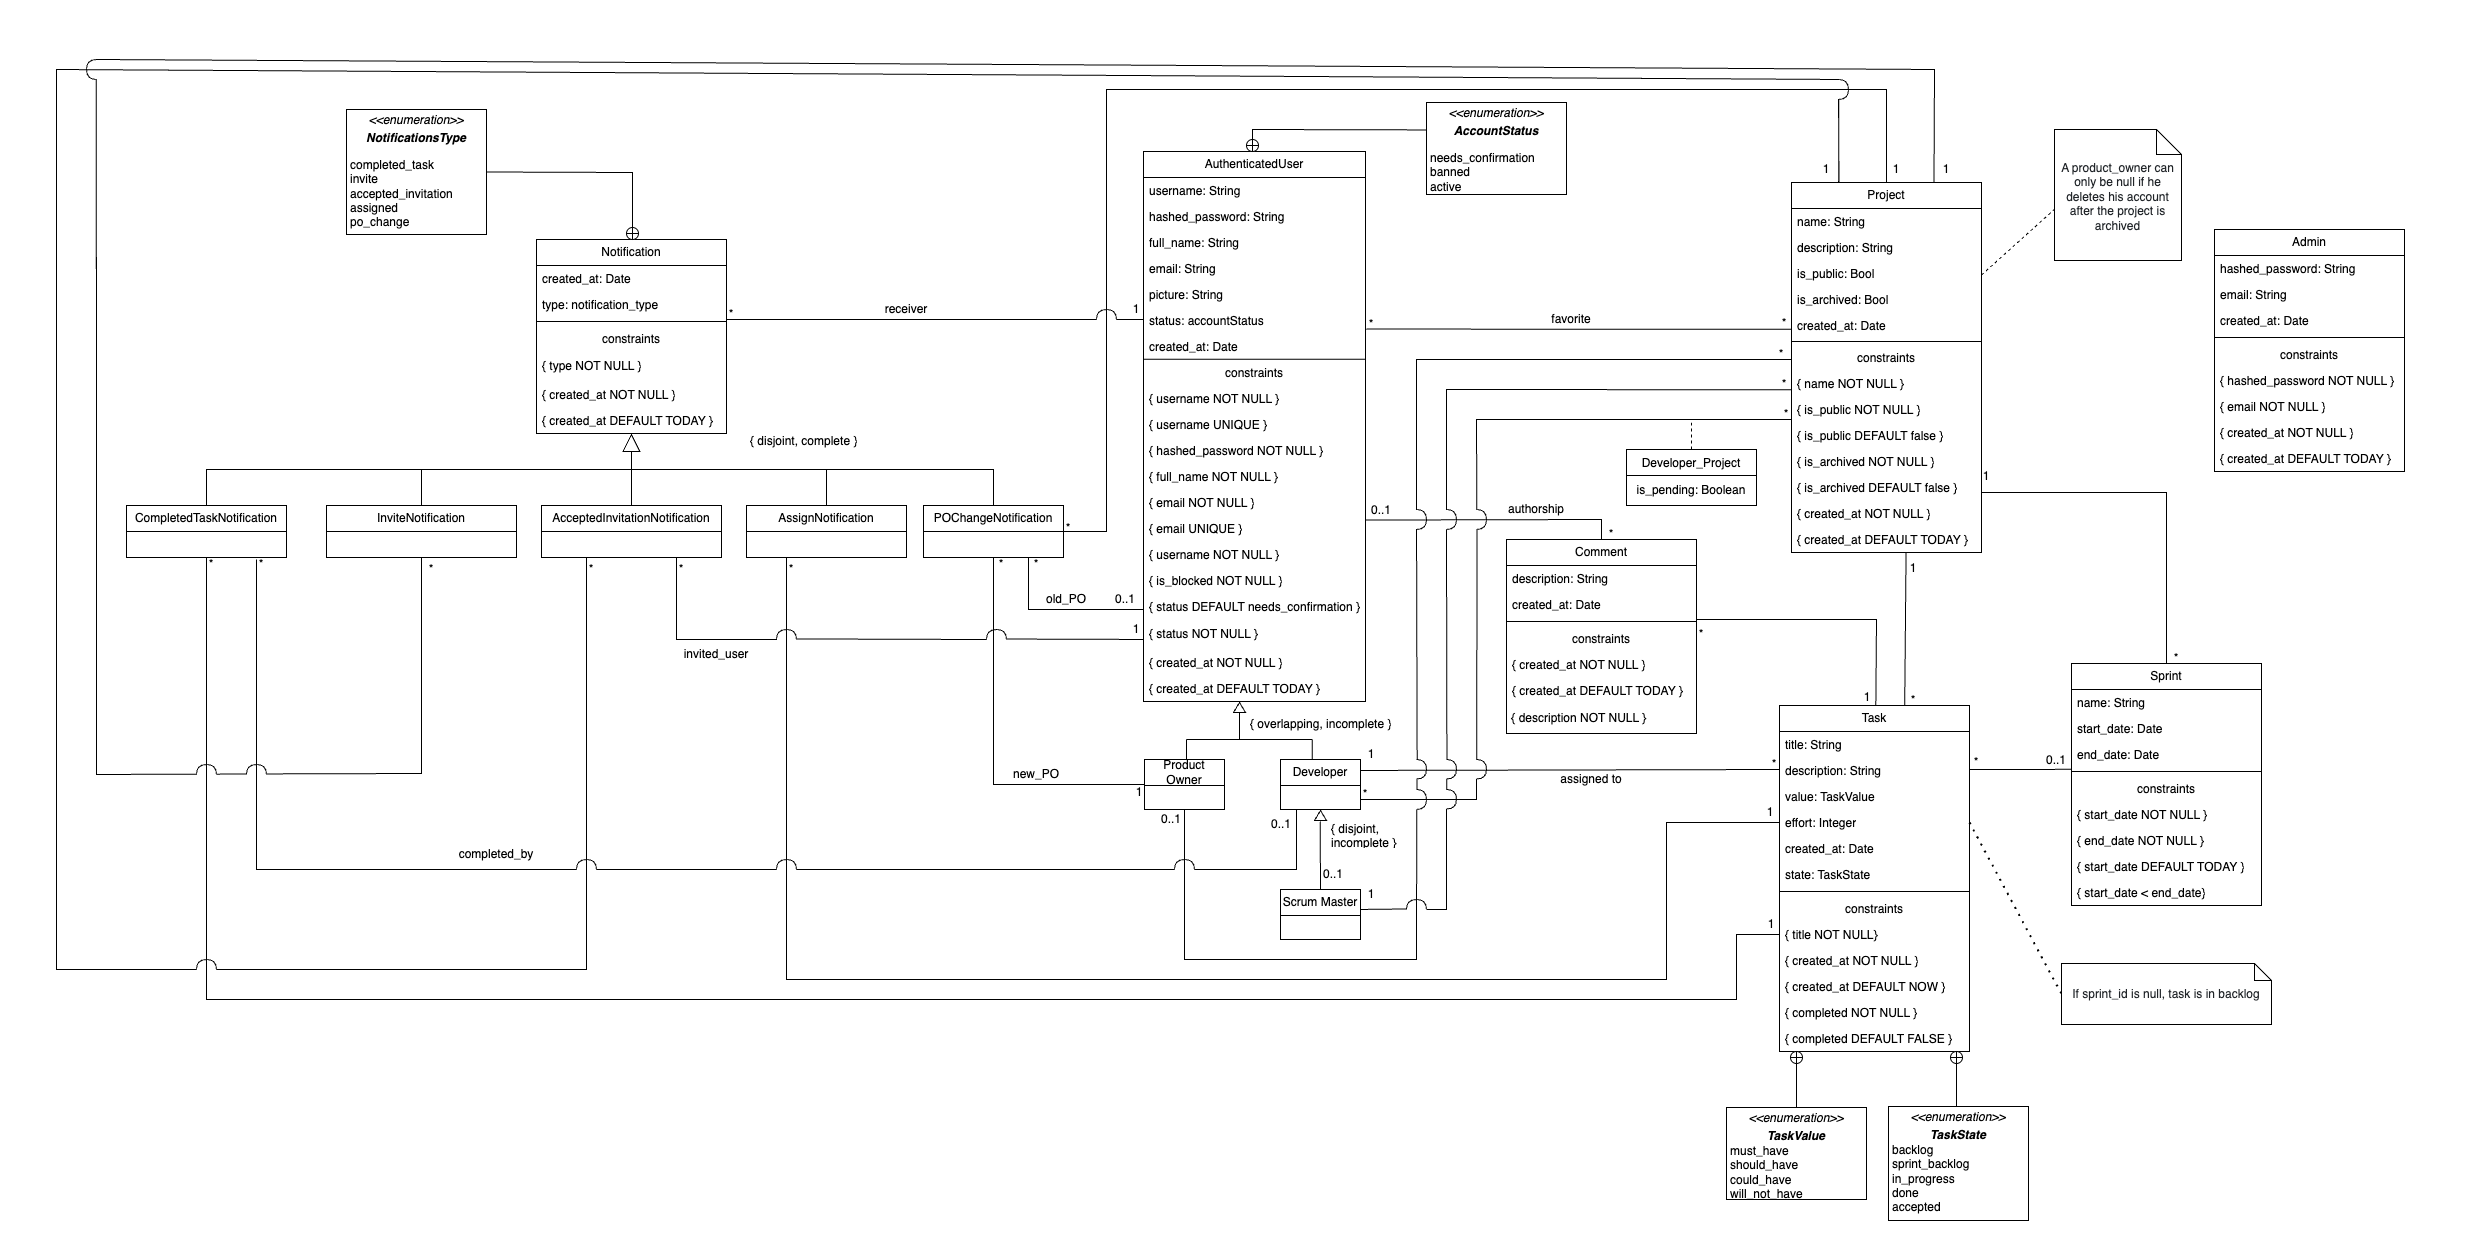 <<enumeration>>
NotificationsType
completed_task
invite
accepted_invitation
assigned
po_change
Notification
created_at: Date
type: notification_type
constraints
{ type NOT NULL }
{ created_at NOT NULL }
{ created_at DEFAULT TODAY }
{ disjoint, complete }
CompletedTaskNotification
InviteNotification
AcceptedInvitationNotification
AssignNotification
POChangeNotification
*
*
*
*
*
*
*
*
*
*
receiver
1
old_PO
0..1
invited_user
1
new_PO
1
completed_by
<<enumeration>>
AccountStatus
needs_confirmation
banned
active
AuthenticatedUser
username: String
hashed_password: String
full_name: String
email: String
picture: String
status: accountStatus
created_at: Date
constraints
{ username NOT NULL }
{ username UNIQUE }
{ hashed_password NOT NULL }
{ full_name NOT NULL }
{ email NOT NULL }
{ email UNIQUE }
{ username NOT NULL }
{ is_blocked NOT NULL }
{ status DEFAULT needs_confirmation }
{ status NOT NULL }
{ created_at NOT NULL }
{ created_at DEFAULT TODAY }
{ overlapping, incomplete }
Product
Owner
0..1
Developer
1
*
0..1
{ disjoint,
incomplete }
0..1
Scrum Master
1
*
favorite
*
*
*
*
0..1
authorship
*
Developer_Project
is_pending: Boolean
Comment
description: String
created_at: Date
constraints
{ created_at NOT NULL }
{ created_at DEFAULT TODAY }
{ description NOT NULL }
*
1
assigned to
*
1
1
1
1
1
Project
name: String
description: String
is_public: Bool
is_archived: Bool
created_at: Date
constraints
{ name NOT NULL }
{ is_public NOT NULL }
{ is_public DEFAULT false }
{ is_archived NOT NULL }
{ is_archived DEFAULT false }
{ created_at NOT NULL }
{ created_at DEFAULT TODAY }
1
1
*
*
A product_owner can
only be null if he
deletes his account
after the project is
archived
Admin
hashed_password: String
email: String
created_at: Date
constraints
{ hashed_password NOT NULL }
{ email NOT NULL }
{ created_at NOT NULL }
{ created_at DEFAULT TODAY }
Task
title: String
description: String
value: TaskValue
effort: Integer
created_at: Date
state: TaskState
constraints
{ title NOT NULL}
{ created_at NOT NULL }
{ created_at DEFAULT NOW }
{ completed NOT NULL }
{ completed DEFAULT FALSE }
*
0..1
Sprint
name: String
start_date: Date
end_date: Date
constraints
{ start_date NOT NULL }
{ end_date NOT NULL }
{ start_date DEFAULT TODAY }
{ start_date < end_date}
If sprint_id is null, task is in backlog
<<enumeration>>
TaskValue
must_have
should_have
could_have
will_not_have
<<enumeration>>
TaskState
backlog
sprint_backlog
in_progress
done
accepted